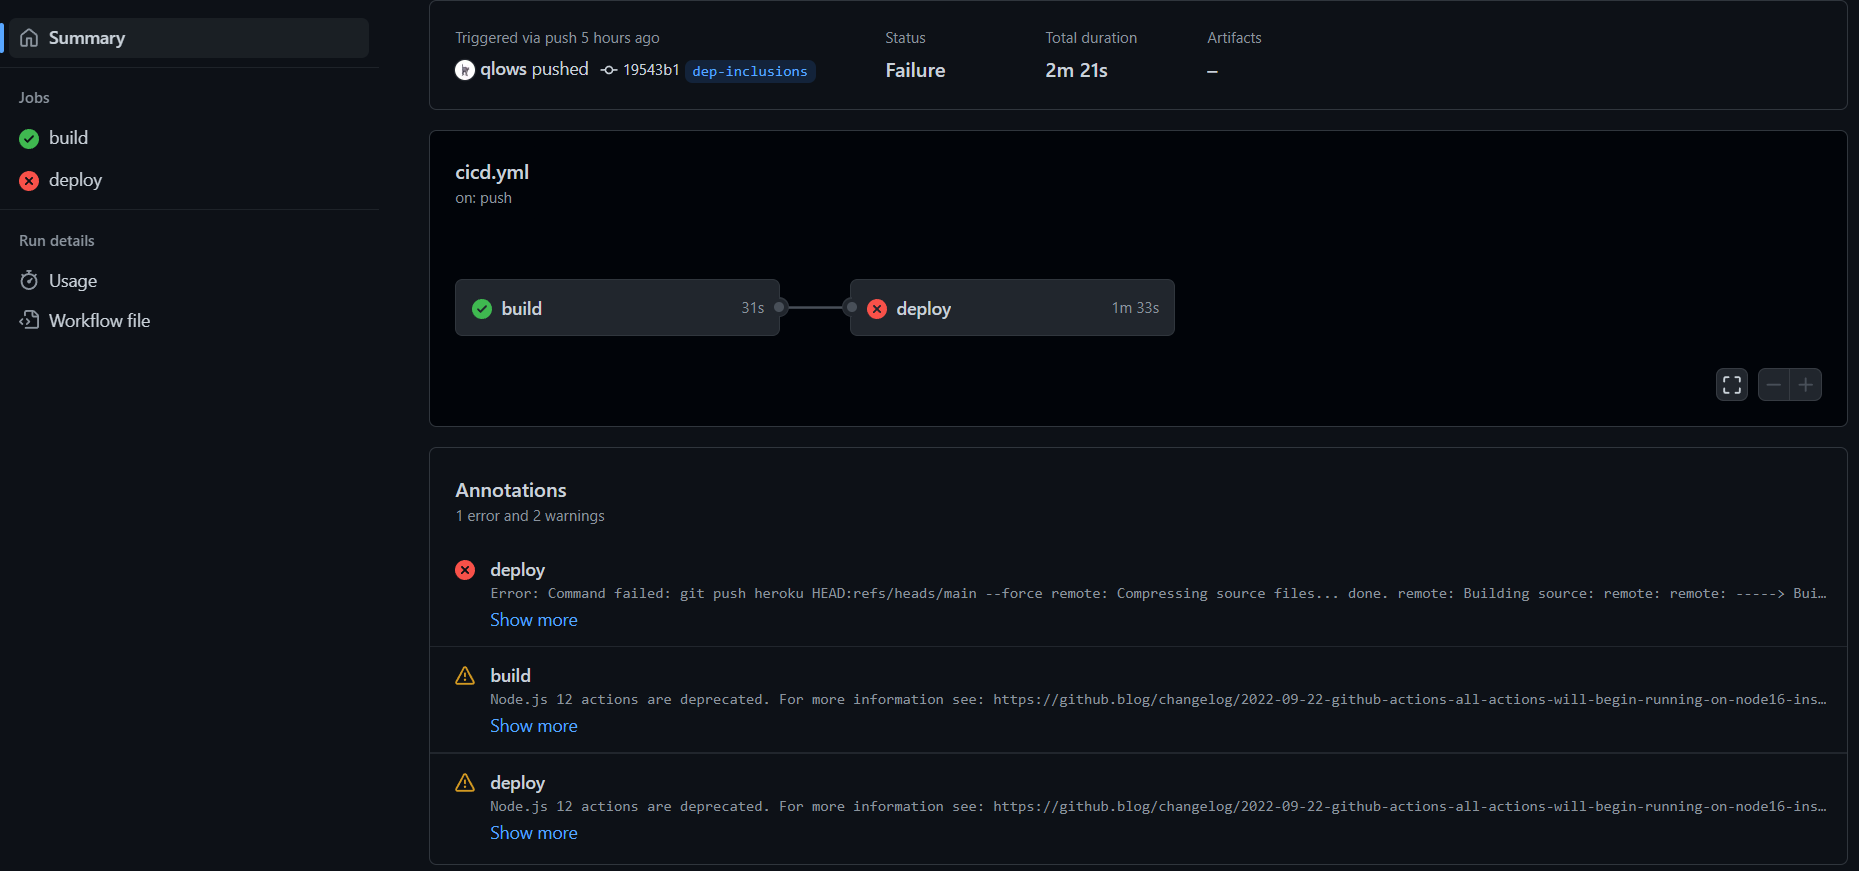 Summary
Jobs
build
deploy
Run details
Usage
Workflow file
Triggered via push 5 hours ago
qlows pushed 19543b1 dep-inclusions
Status
Failure
Total duration
2m 21s
Artifacts
–
cicd.yml
on: push
build 31s
deploy 1m 33s
Annotations
1 error and 2 warnings
deploy
Error: Command failed: git push heroku HEAD:refs/heads/main --force remote: Compressing source files... done. remote: Building source: remote: remote: -----> Bui…
Show more
build
Node.js 12 actions are deprecated. For more information see: https://github.blog/changelog/2022-09-22-github-actions-all-actions-will-begin-running-on-node16-ins…
Show more
deploy
Node.js 12 actions are deprecated. For more information see: https://github.blog/changelog/2022-09-22-github-actions-all-actions-will-begin-running-on-node16-ins…
Show more